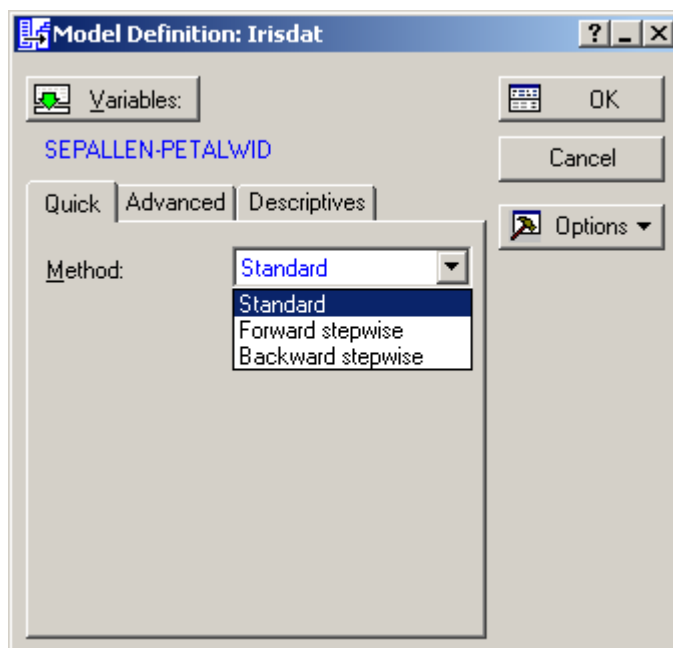 Model Definition: Irisdat
Variables:
OK
SEPALLEN-PETALWID
Cancel
Quick
Advanced
Descriptives
Options
Method:
Standard
Standard
Forward stepwise
Backward stepwise